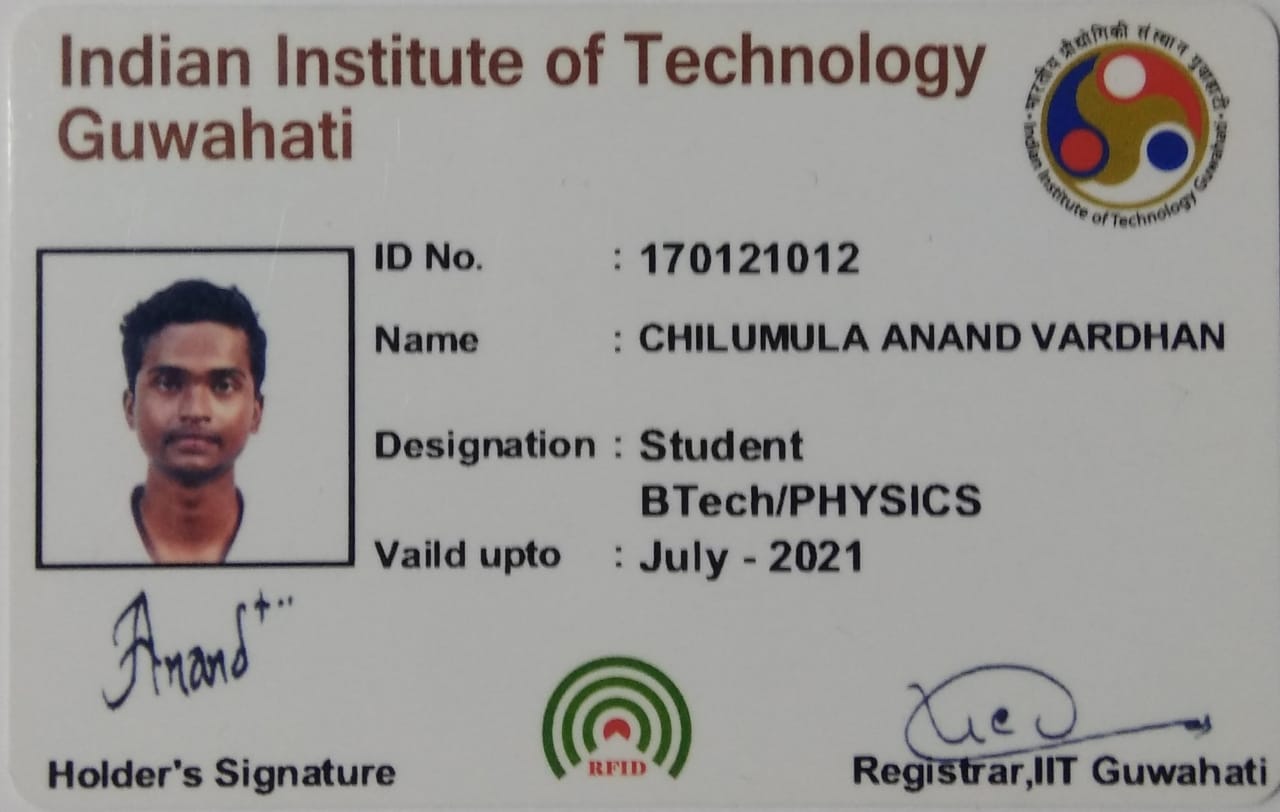 Indian Institute of Technology
Guwahati
भारतीय प्रौद्योगिकी संस्थान गुवाहाटी
Indian Institute of Technology Guwahati
ID No. : 170121012
Name : CHILUMULA ANAND VARDHAN
Designation : Student
BTech/PHYSICS
Vaild upto : July - 2021
Anand
RFID
Holder's Signature
Registrar,IIT Guwahati